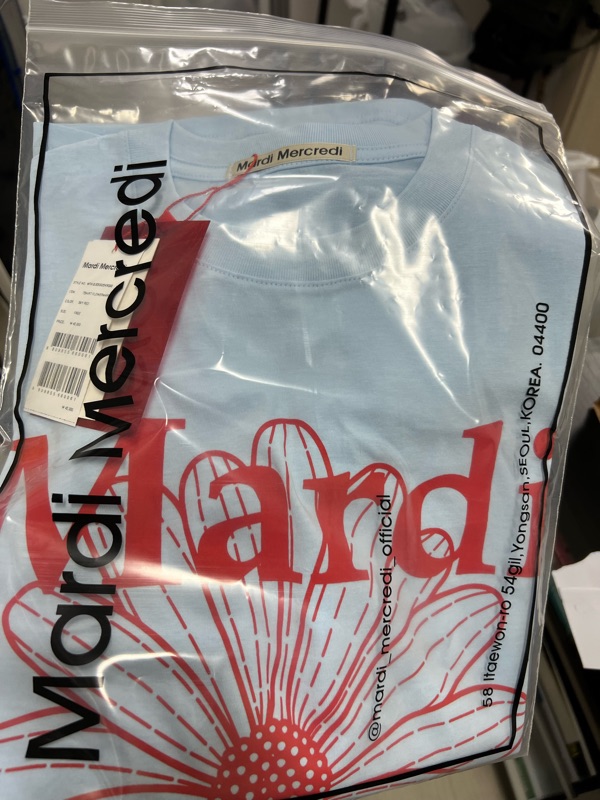 Mardi Mercredi
Mardi Mercredi
Mardi
@mardi_mercredi_official
58 Itaewon-ro 54gil,Yongsan,SEOUL,KOREA. 04400